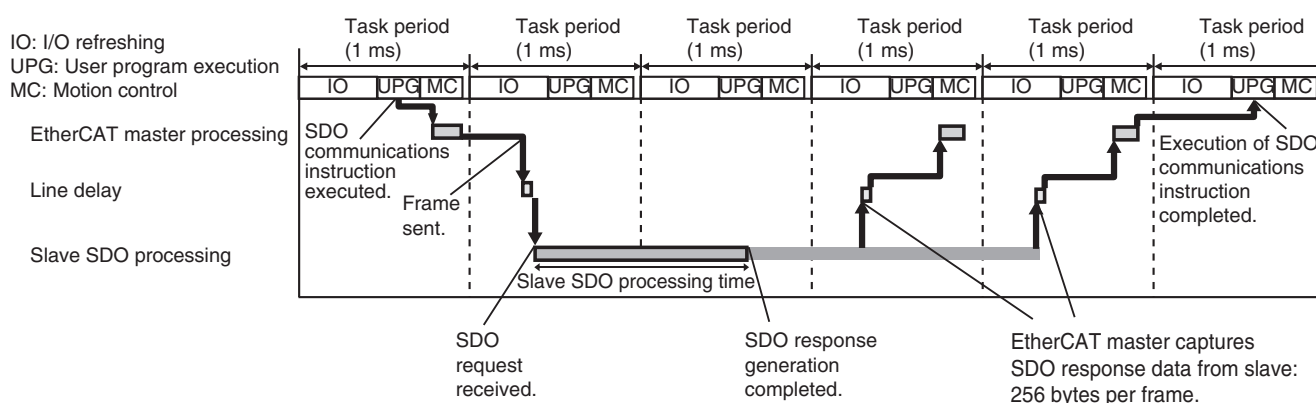 Task period
(1 ms)
Task period
(1 ms)
Task period
(1 ms)
Task period
(1 ms)
Task period
(1 ms)
Task period
(1 ms)
IO: I/O refreshing
UPG: User program execution
MC: Motion control
IO UPG MC IO UPG MC IO UPG MC IO UPG MC IO UPG MC IO UPG MC
EtherCAT master processing
SDO
communications
instruction
executed.
Execution of SDO
communications
instruction
completed.
Line delay
Frame
sent.
Slave SDO processing
Slave SDO processing time
SDO
request
received.
SDO response
generation
completed.
EtherCAT master captures
SDO response data from slave:
256 bytes per frame.